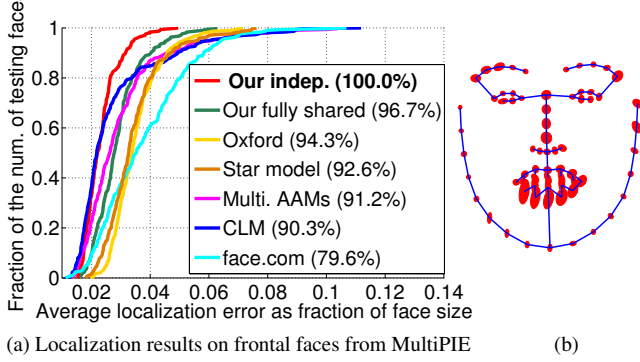 Fraction of the num. of testing face
1
0.8
0.6
0.4
0.2
0
Our indep. (100.0%)
Our fully shared (96.7%)
Oxford (94.3%)
Star model (92.6%)
Multi. AAMs (91.2%)
CLM (90.3%)
face.com (79.6%)
0.02 0.04 0.06 0.08 0.1 0.12 0.14
Average localization error as fraction of face size
(a) Localization results on frontal faces from MultiPIE
(b)